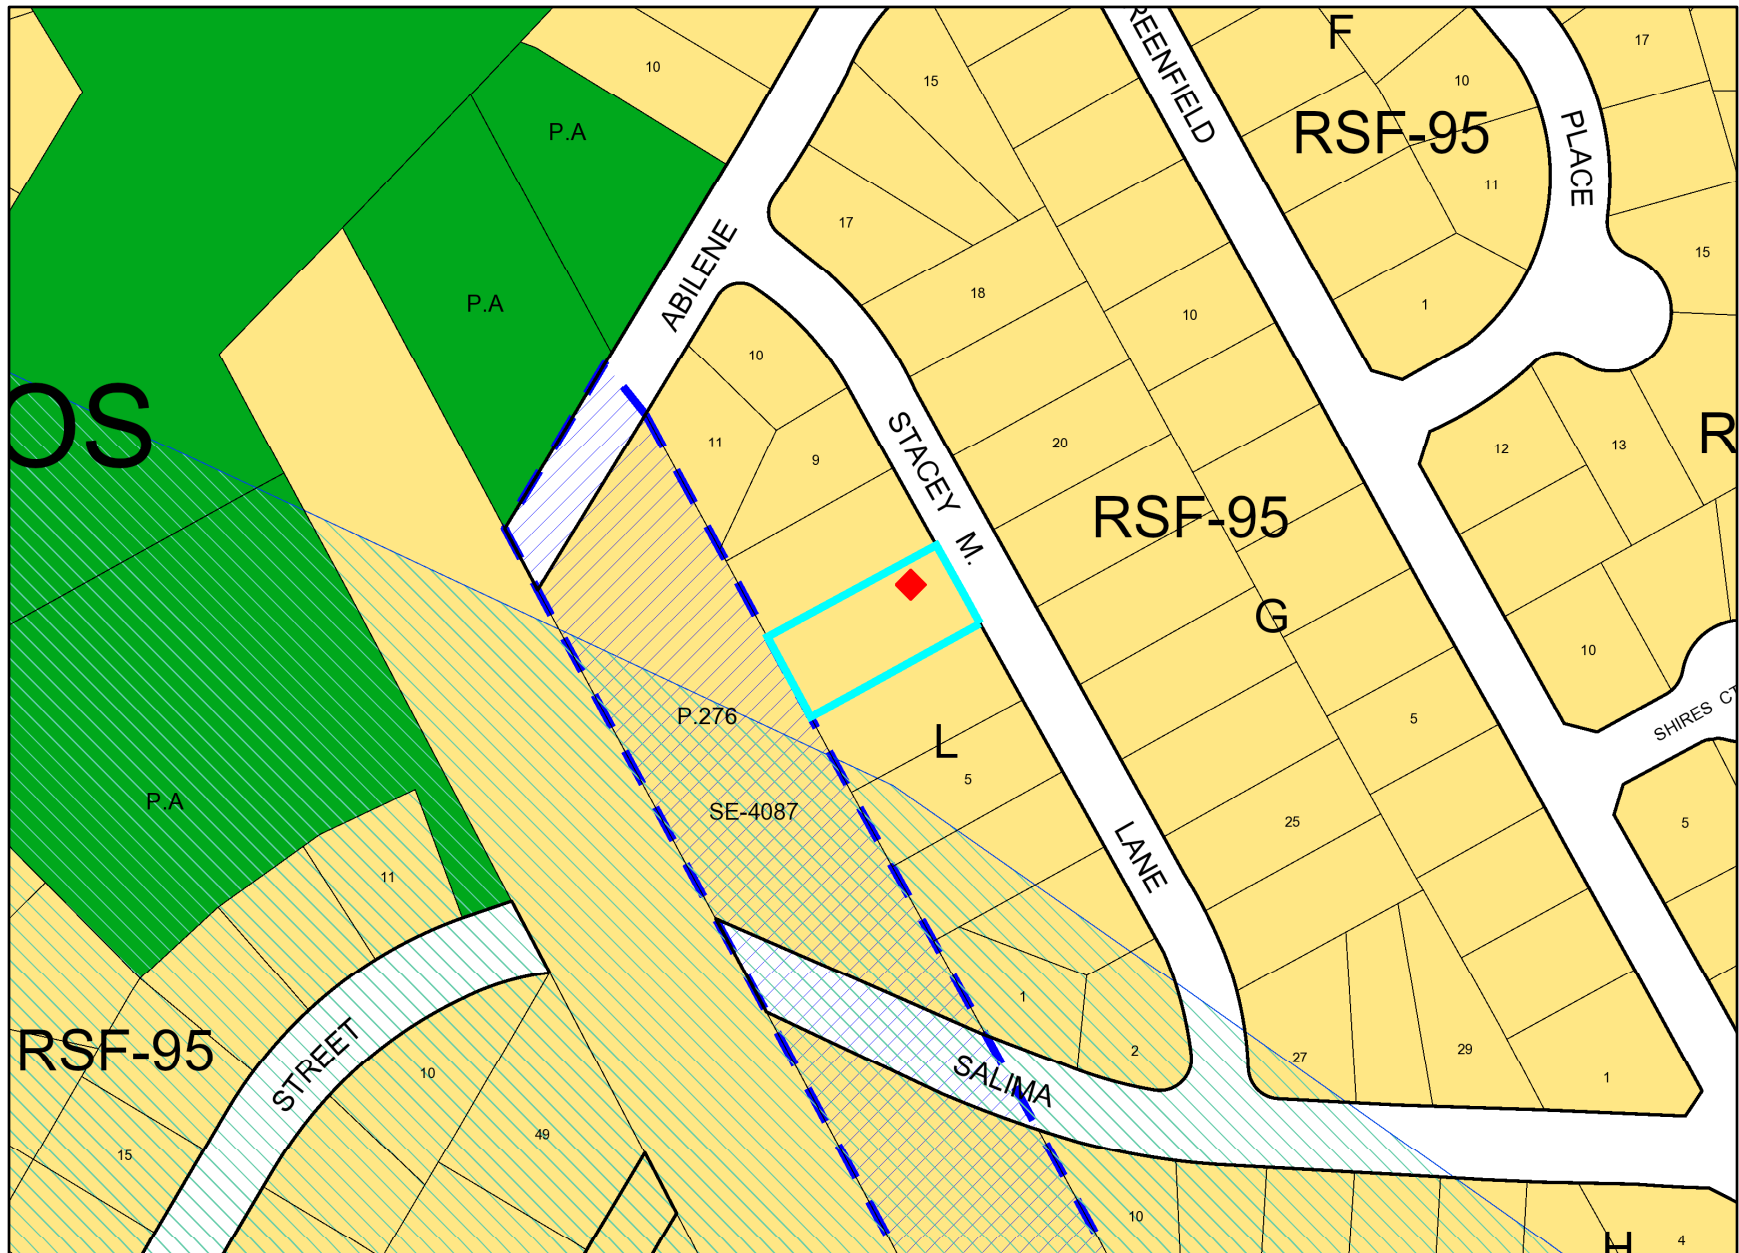 F
17
10
15
10
RSF-95
PLACE
REENFIELD
P.A
11
17
ABILENE
15
18
P.A
1
10
10
OS
STACEY M. LANE
11
20
9
12
13
R
RSF-95
G
10
P.276
5
SHIRES CT
L
5
SE-4087
P.A
25
5
11
1
RSF-95
STREET
2
27
29
1
10
SALIMA
49
15
10
H
4